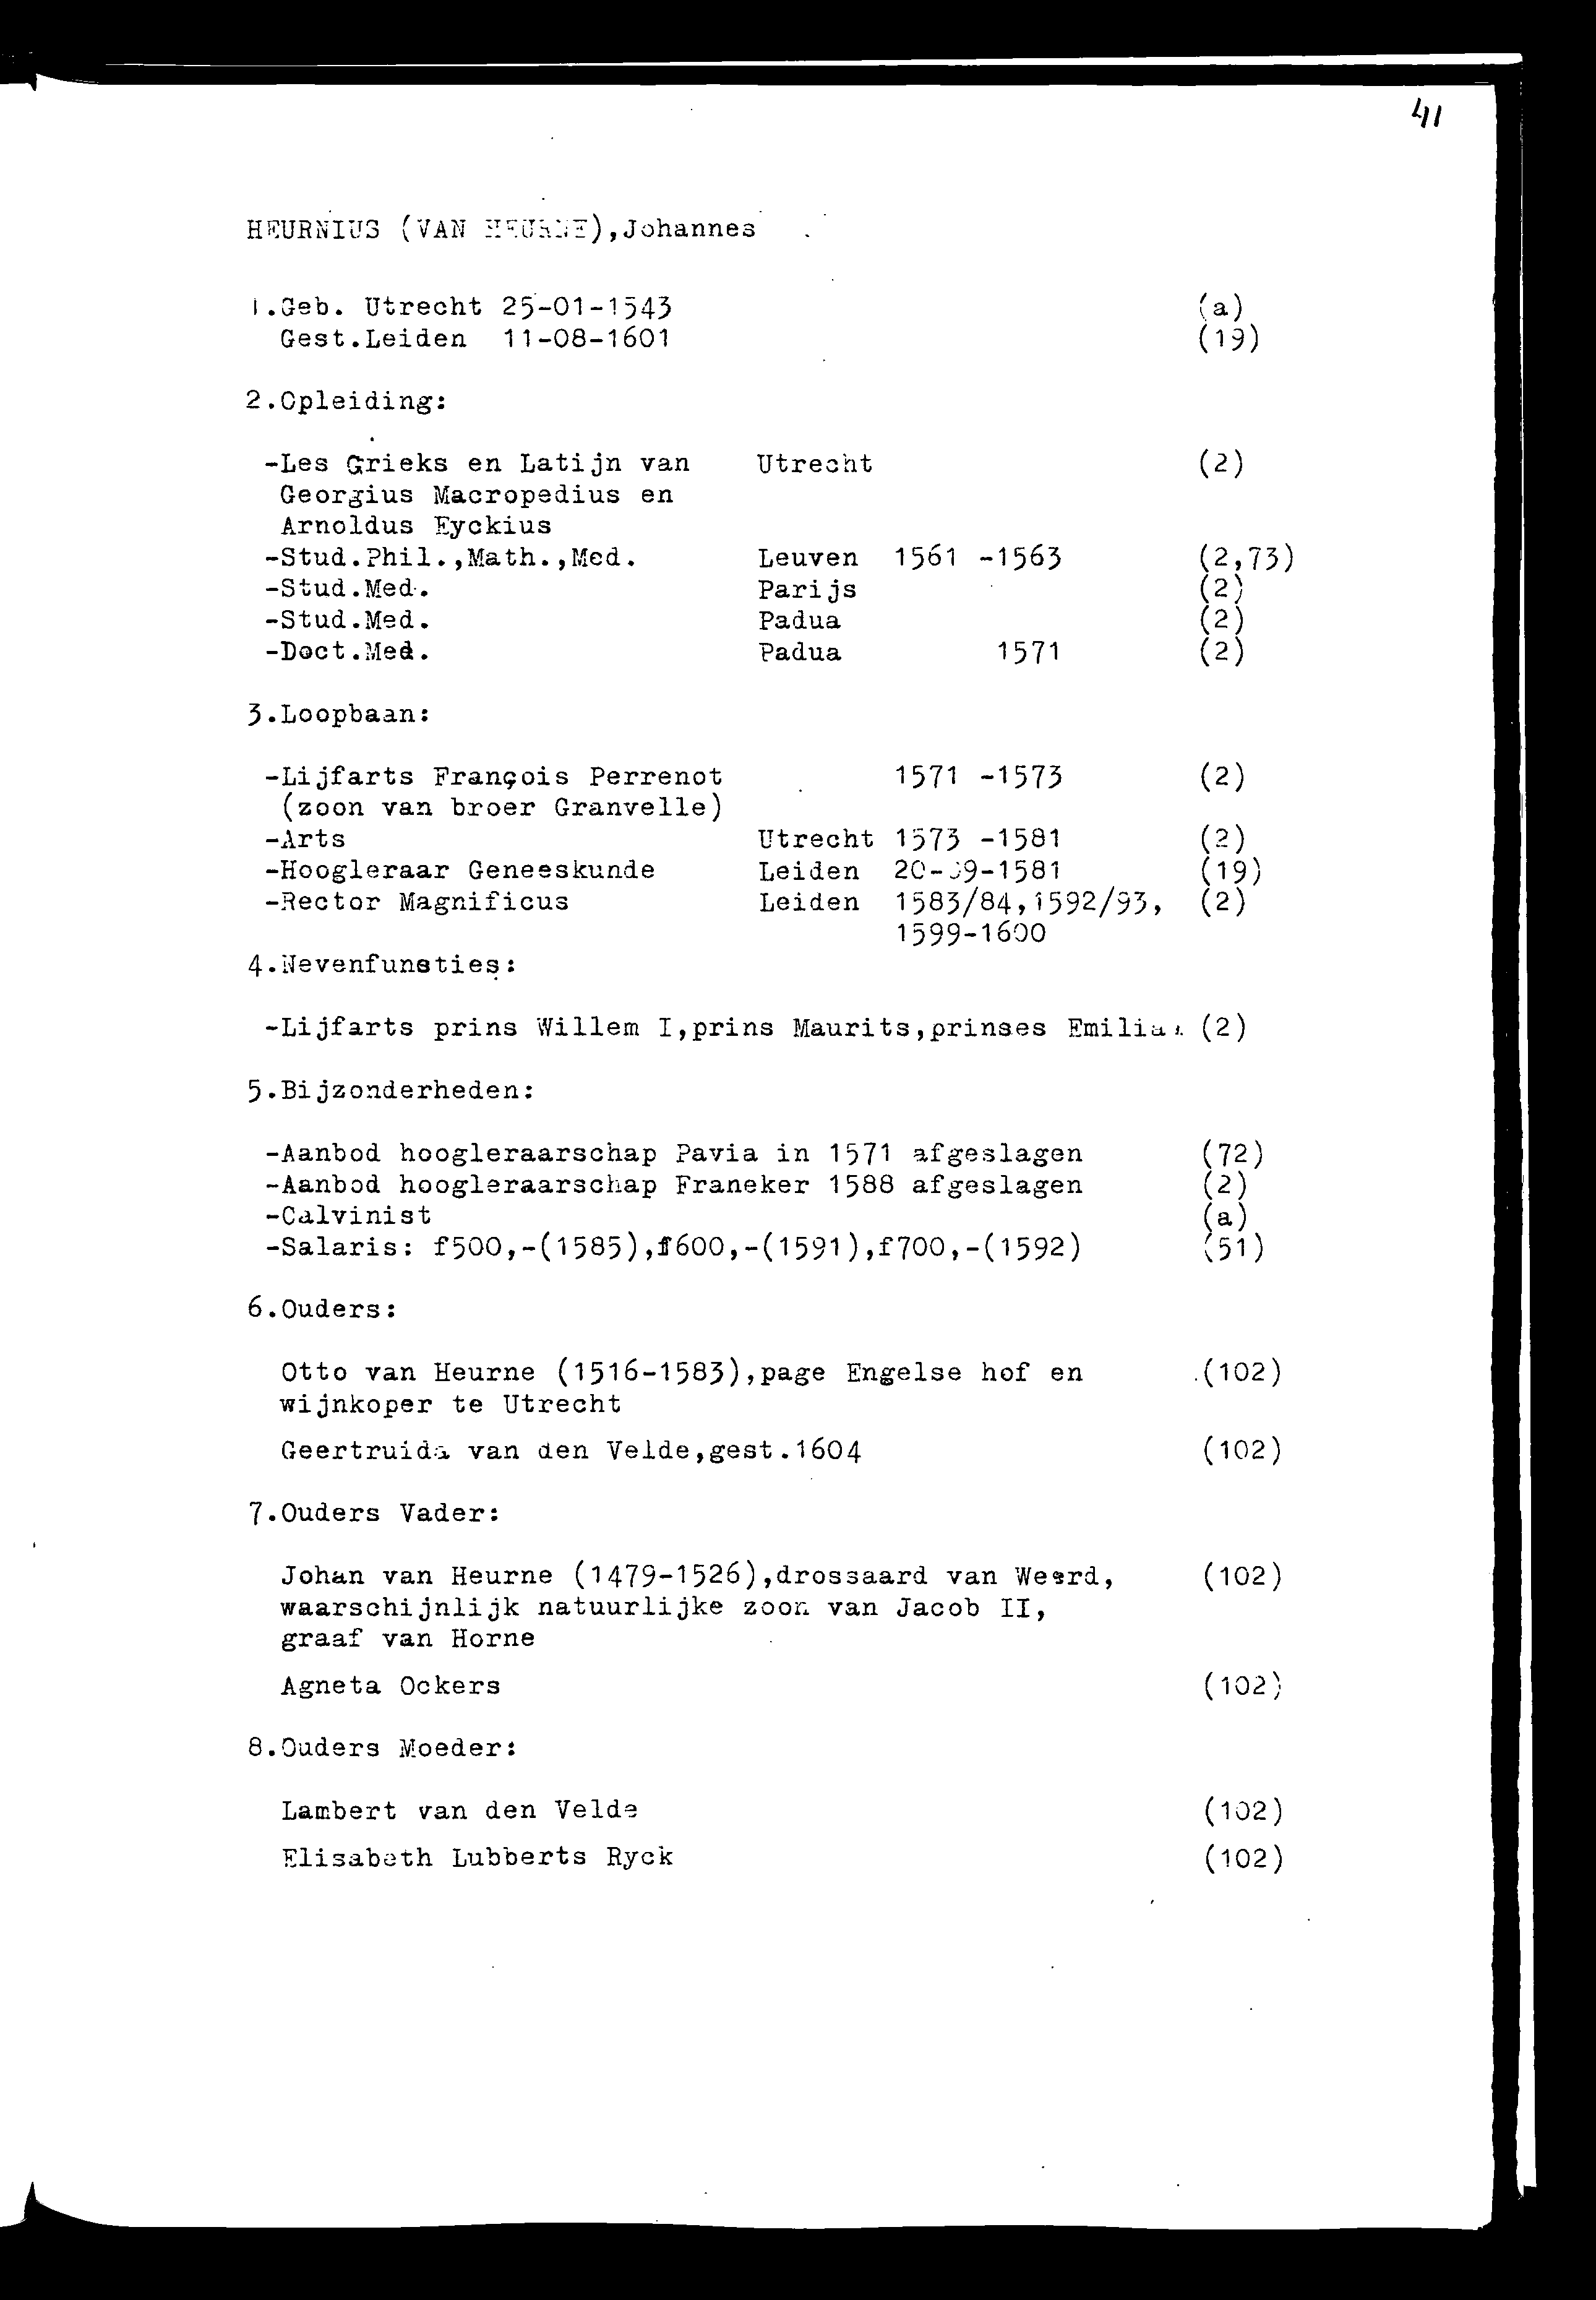 41
HEURNIUS (VAN HEURNE),Johannes
1.Geb. Utrecht 25-01-1543 (a)
Gest.Leiden 11-08-1601 (19)
2.Opleiding:
-Les Grieks en Latijn van Utrecht (2)
Georgius Macropedius en
Arnoldus Eyckius
-Stud.Phil.,Math.,Med. Leuven 1561 -1563 (2,73)
-Stud.Med. Parijs (2)
-Stud.Med. Padua (2)
-Doct.Med. Padua 1571 (2)
3.Loopbaan:
-Lijfarts François Perrenot 1571 -1573 (2)
(zoon van broer Granvelle)
-Arts Utrecht 1573 -1581 (2)
-Hoogleraar Geneeskunde Leiden 20-09-1581 (19)
-Rector Magnificus Leiden 1583/84,1592/93, (2)
1599-1600
4.Nevenfuncties:
-Lijfarts prins Willem I,prins Maurits,prinses Emilia. (2)
5.Bijzonderheden:
-Aanbod hoogleraarschap Pavia in 1571 afgeslagen (72)
-Aanbod hoogleraarschap Franeker 1588 afgeslagen (2)
-Calvinist (a)
-Salaris: f500,-(1585),f600,-(1591),f700,-(1592) (51)
6.Ouders:
Otto van Heurne (1516-1583),page Engelse hof en (102)
wijnkoper te Utrecht
Geertruida van den Velde,gest.1604 (102)
7.Ouders Vader:
Johan van Heurne (1479-1526),drossaard van Weerd, (102)
waarschijnlijk natuurlijke zoon van Jacob II,
graaf van Horne
Agneta Ockers (102)
8.Ouders Moeder:
Lambert van den Velde (102)
Elisabeth Lubberts Ryck (102)